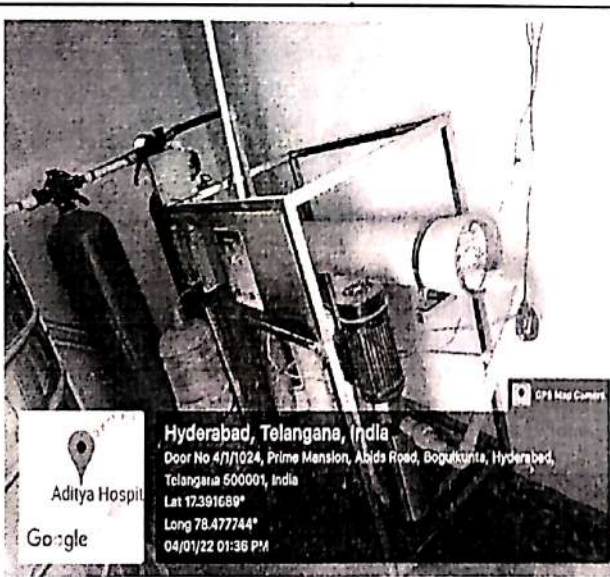 GPS Map Camera
Hyderabad, Telangana, India
Door No 4/1/1024, Prime Mansion, Abids Road, Bogulkunta, Hyderabad,
Telangana 500001, India
Lat 17.391689°
Long 78.477744°
04/01/22 01:36 PM
Aditya Hospit
Google